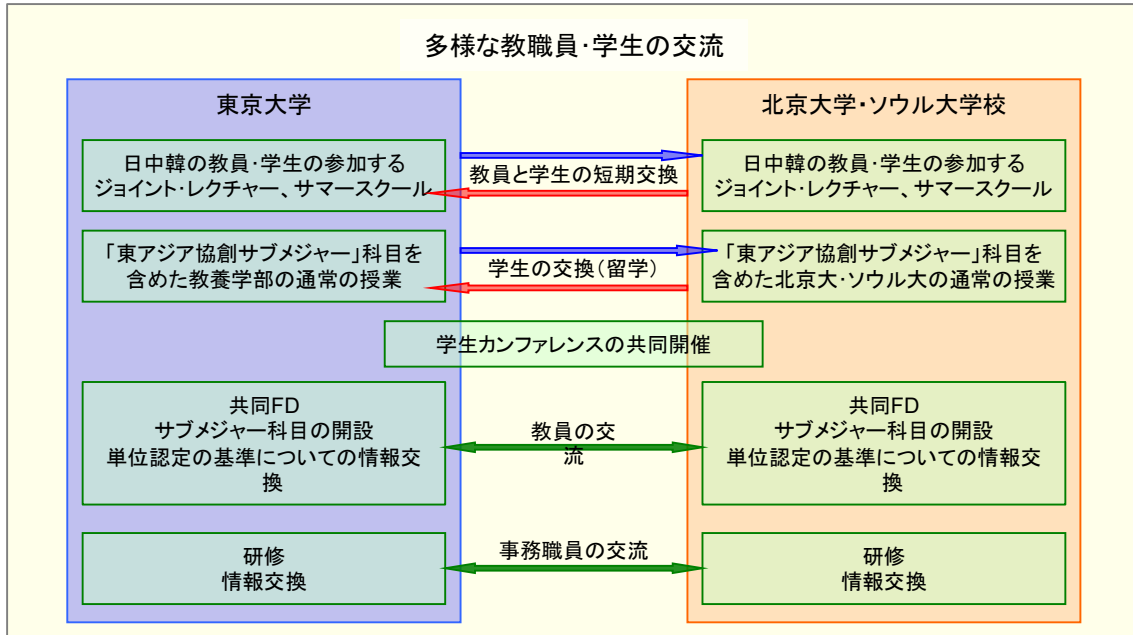 多様な教職員・学生の交流
東京大学
北京大学・ソウル大学校
日中韓の教員・学生の参加する
ジョイント・レクチャー、サマースクール
教員と学生の短期交換
日中韓の教員・学生の参加する
ジョイント・レクチャー、サマースクール
「東アジア協創サブメジャー」科目を
含めた教養学部の通常の授業
学生の交換（留学）
「東アジア協創サブメジャー」科目を
含めた北京大・ソウル大の通常の授業
学生カンファレンスの共同開催
共同FD
サブメジャー科目の開設
単位認定の基準についての情報交
換
教員の交
流
共同FD
サブメジャー科目の開設
単位認定の基準についての情報交
換
研修
情報交換
事務職員の交流
研修
情報交換